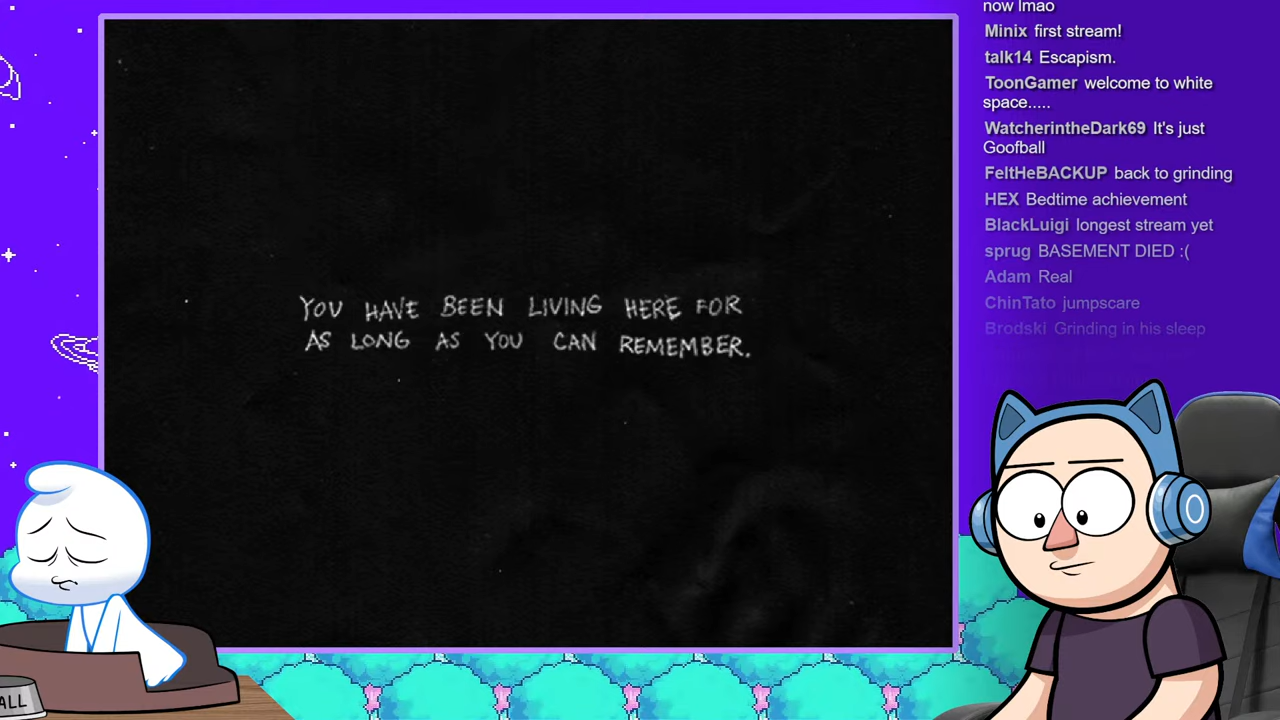 now lmao
Minix first stream!
talk14 Escapism.
ToonGamer welcome to white
space.....
WatcherintheDark69 It's just
Goofball
FeltHeBACKUP back to grinding
HEX Bedtime achievement
BlackLuigi longest stream yet
sprug BASEMENT DIED :(
Adam Real
ChinTato jumpscare
Brodski Grinding in his sleep
YOU HAVE BEEN LIVING HERE FOR
AS LONG AS YOU CAN REMEMBER.
ALL